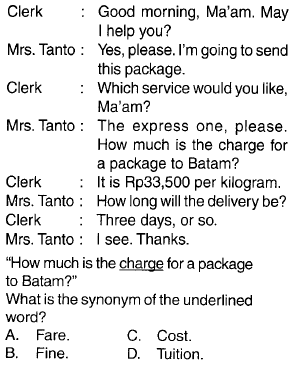 Clerk : Good morning, Ma'am. May
I help you?
Mrs. Tanto : Yes, please. I'm going to send
this package.
Clerk : Which service would you like,
Ma'am?
Mrs. Tanto : The express one, please.
How much is the charge for
a package to Batam?
Clerk : It is Rp33,500 per kilogram.
Mrs. Tanto : How long will the delivery be?
Clerk : Three days, or so.
Mrs. Tanto : I see. Thanks.
"How much is the charge for a package
to Batam?"
What is the synonym of the underlined
word?
A. Fare. C. Cost.
B. Fine. D. Tuition.